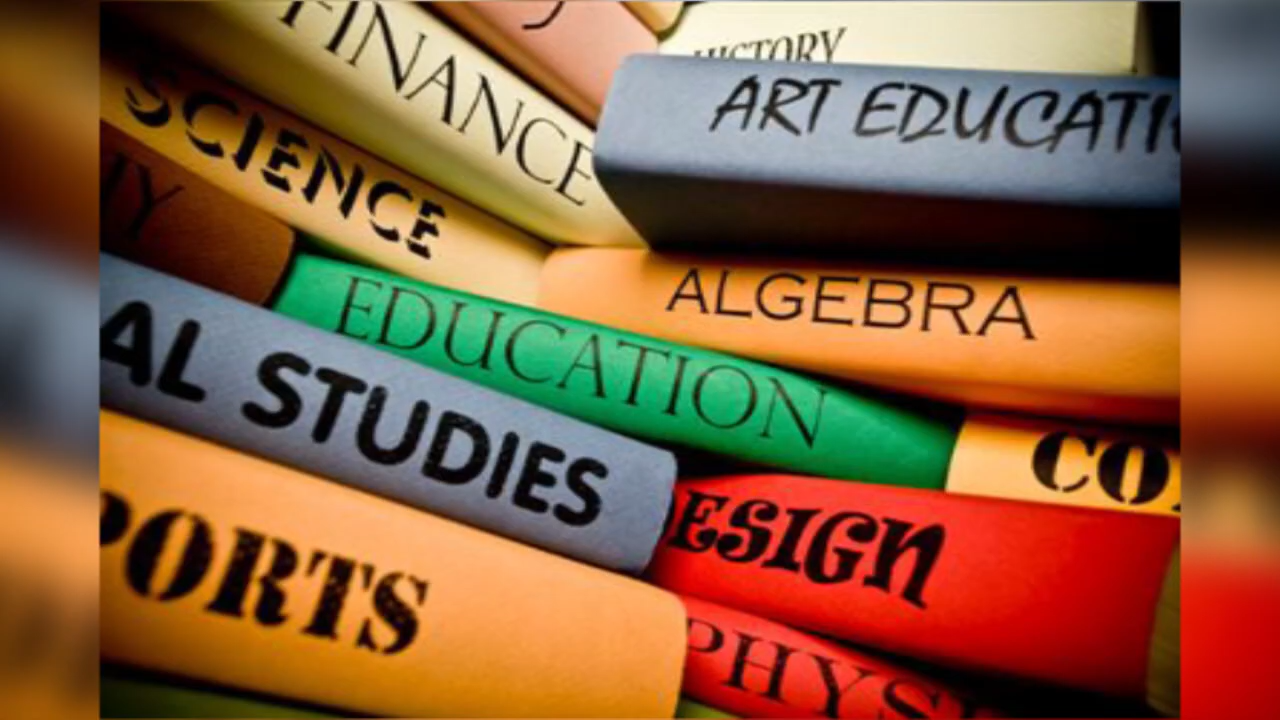 FINANCE
HISTORY
ART EDUCATI
SCIENCE
ALGEBRA
EDUCATION
AL STUDIES
CO
ESIGN
PORTS
PHYS